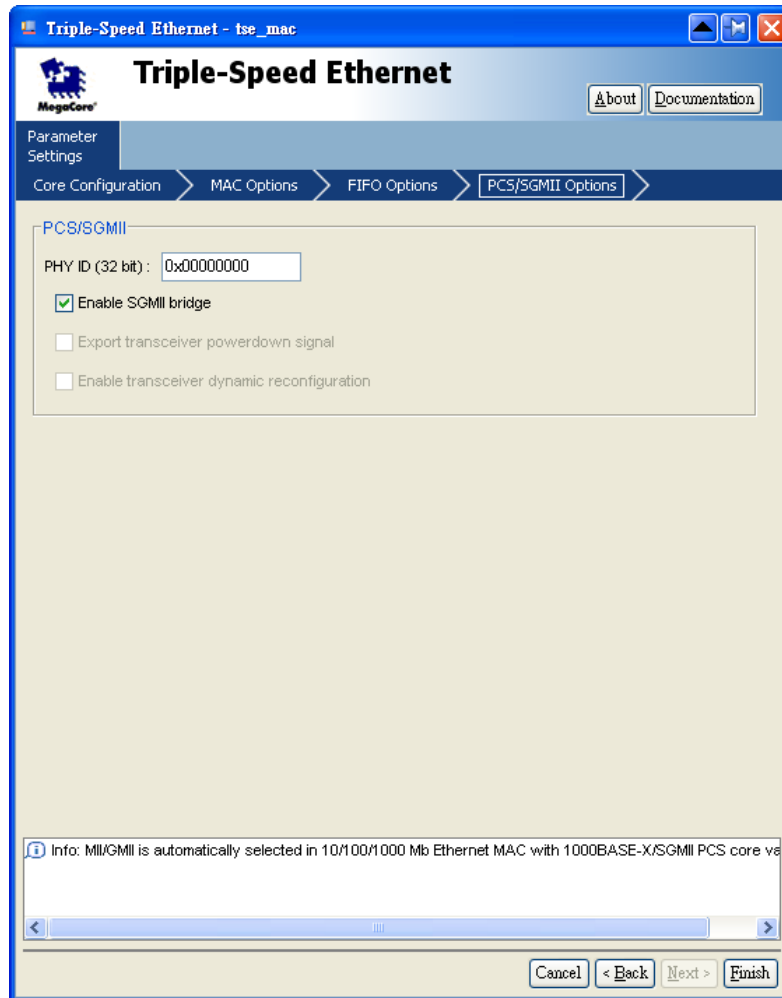 Triple-Speed Ethernet - tse_mac
Triple-Speed Ethernet
MegaCore®
About
Documentation
Parameter
Settings
Core Configuration
MAC Options
FIFO Options
PCS/SGMII Options
PCS/SGMII
PHY ID (32 bit) : 0x00000000
Enable SGMII bridge
Export transceiver powerdown signal
Enable transceiver dynamic reconfiguration
Info: MII/GMII is automatically selected in 10/100/1000 Mb Ethernet MAC with 1000BASE-X/SGMII PCS core va
Cancel
< Back
Next >
Finish